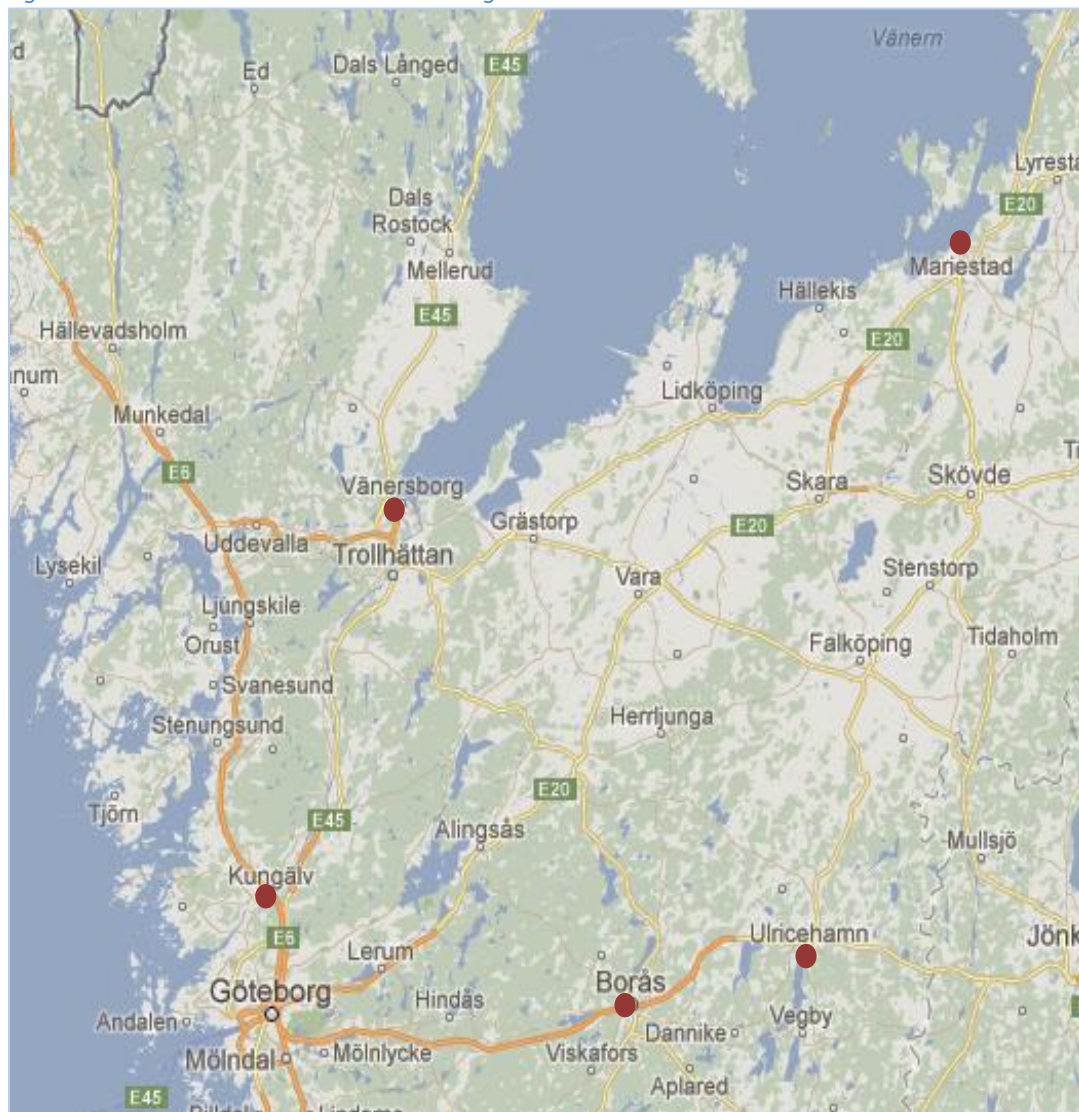 Vänern
Ed
Dals Långed
E45
Lyresta
E20
Dals
Rostock
Mellerud
Mariestad
Hällekis
E45
E20
Hällevadsholm
num
Lidköping
Munkedal
E6
Vänersborg
Skara
Skövde
Grästorp
E20
Uddevalla
Trollhättan
Lysekil
Vara
Stenstorp
Ljungskile
Orust
Falköping
Tidaholm
Svanesund
Stenungsund
Herrljunga
E20
Tjörn
E45
Alingsås
Mullsjö
Kungälv
E6
Ulricehamn
Jönk
Lerum
Göteborg
Borås
Hindås
Andalen
Vegby
Dannike
Mölndal
Mölnlycke
Viskafors
Aplared
E45